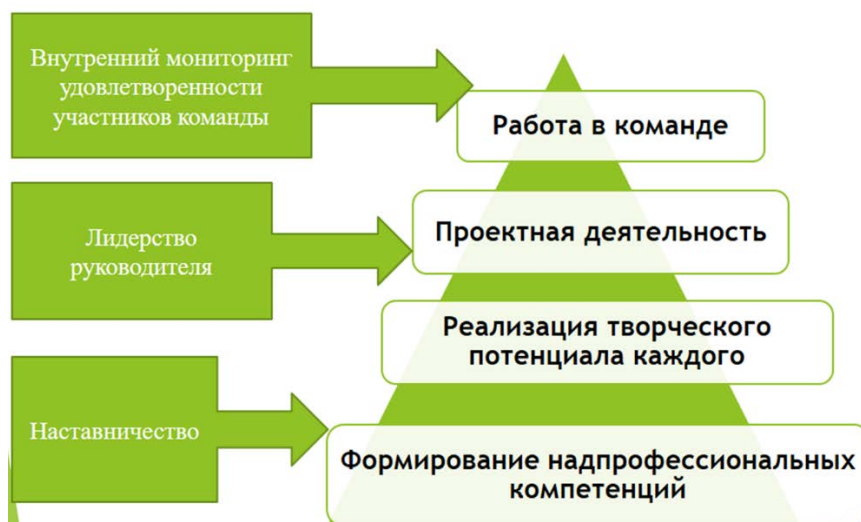 Внутренний мониторинг
удовлетворенности
участников команды
Работа в команде
Лидерство
руководителя
Проектная деятельность
Реализация творческого
потенциала каждого
Наставничество
Формирование надпрофессиональных
компетенций